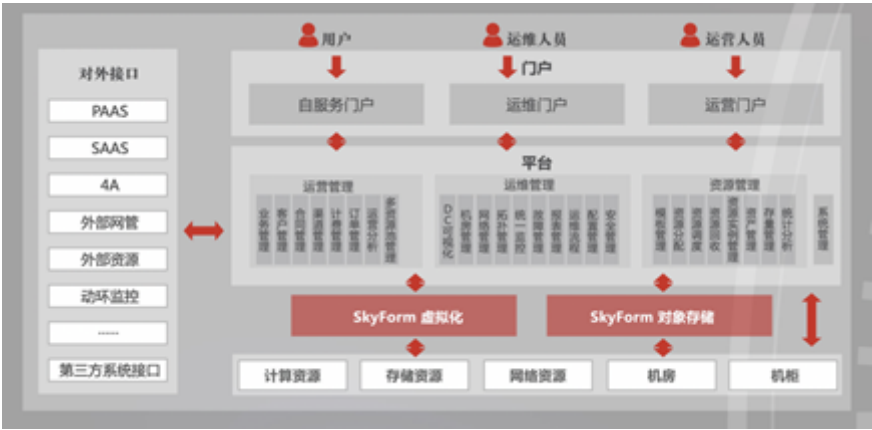 用户
运维人员
运营人员
对外接口
PAAS
SAAS
4A
外部网管
外部资源
动环监控
......
第三方系统接口
门户
自服务门户
运维门户
运营门户
平台
运营管理
业务管理
客户管理
合同管理
渠道管理
计费管理
订单管理
运营分析
多资源池管理
运维管理
DC可视化
机房管理
网络管理
拓扑管理
统一监控
故障管理
报表管理
运维流程
配置管理
安全管理
资源管理
模板管理
资源分配
资源调度
资源回收
资源实例管理
资产管理
存量管理
统计分析
系统管理
SkyForm 虚拟化
SkyForm 对象存储
计算资源
存储资源
网络资源
机房
机柜